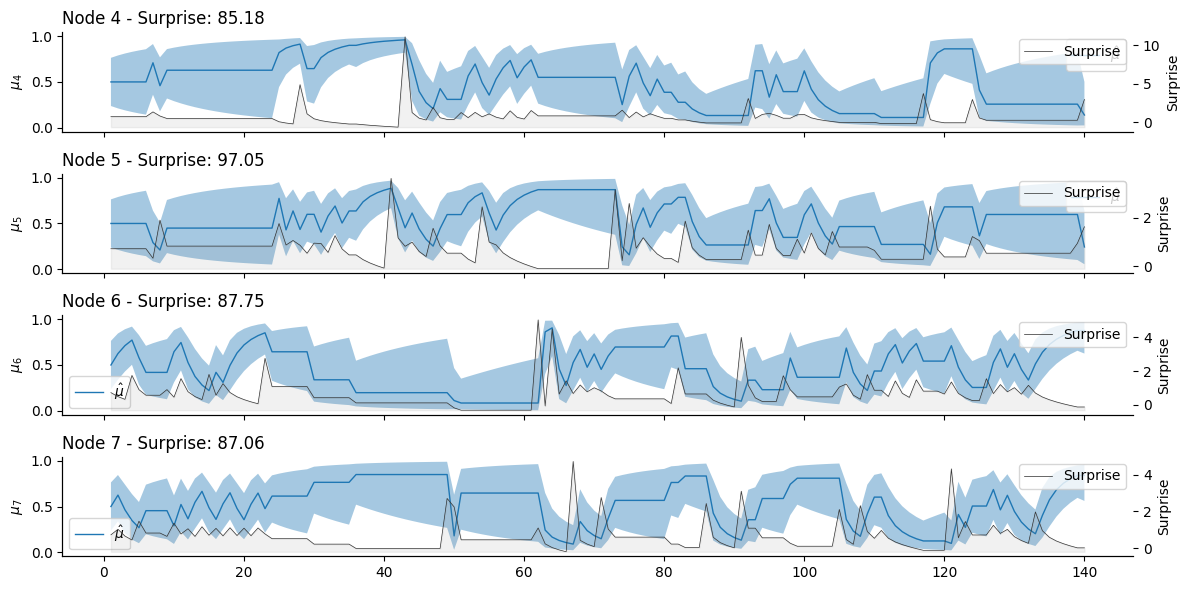 Node 4 - Surprise: 85.18
1.0
0.5
0.0
μ4
10
5
0
Surprise
Surprise
Node 5 - Surprise: 97.05
1.0
0.5
0.0
μ5
2
0
Surprise
Surprise
Node 6 - Surprise: 87.75
1.0
0.5
0.0
μ6
μ̂
4
2
0
Surprise
Surprise
Node 7 - Surprise: 87.06
1.0
0.5
0.0
μ7
μ̂
4
2
0
Surprise
Surprise
0 20 40 60 80 100 120 140